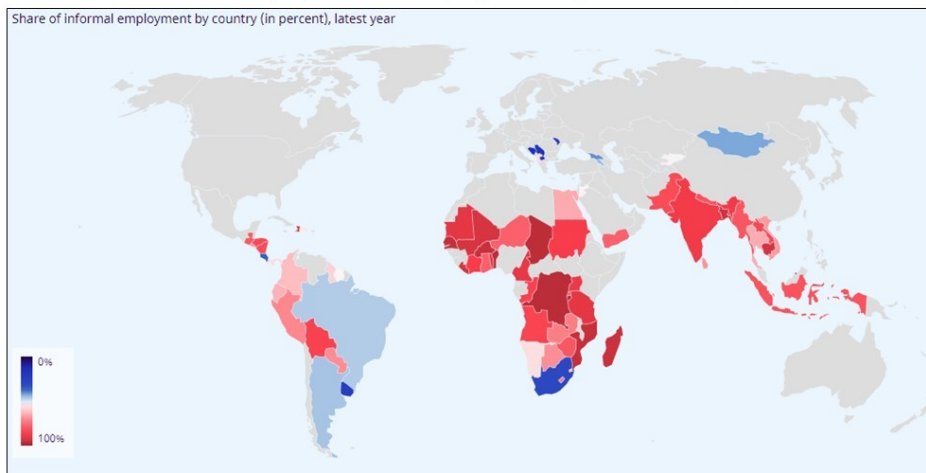 Share of informal employment by country (in percent), latest year
0%
100%